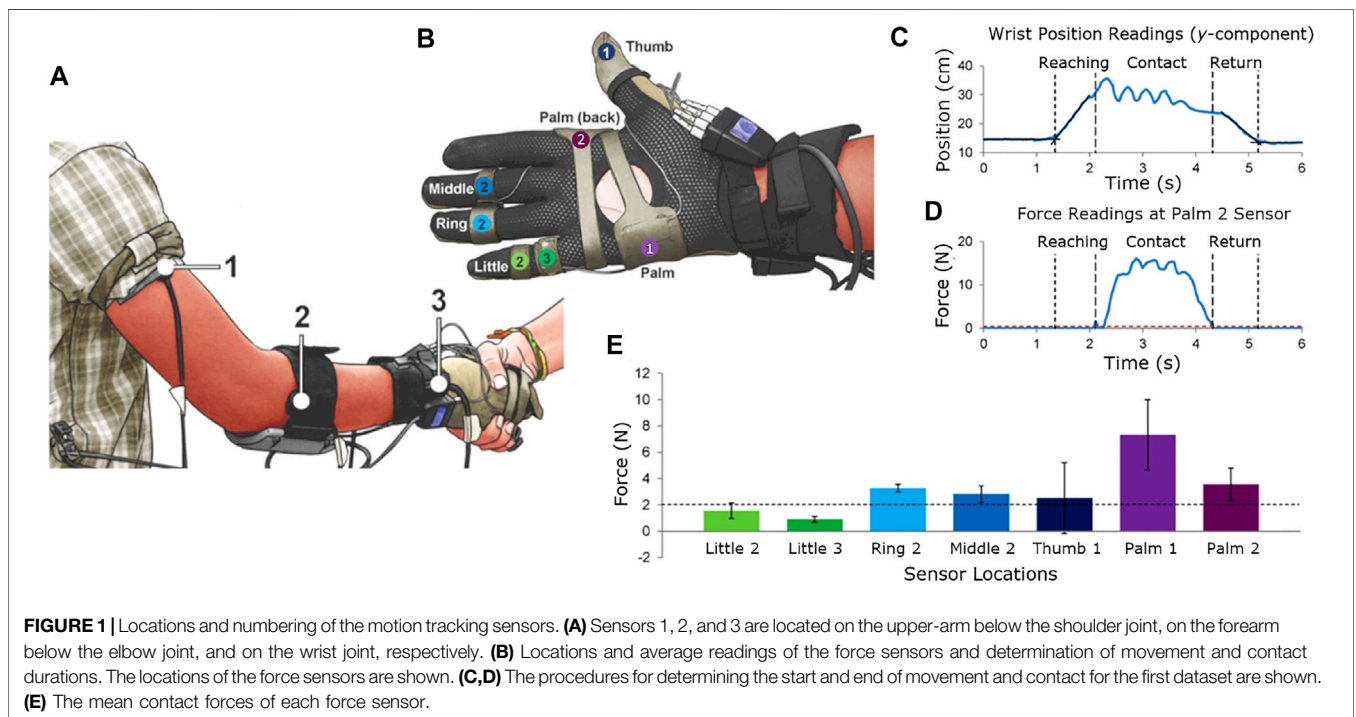 A
1
2
3
B
Thumb
1
Palm (back)
2
Middle 2
Ring 2
Little 2 3
1
Palm
C
Wrist Position Readings (y-component)
Reaching Contact Return
Position (cm)
40
30
20
10
0 1 2 3 4 5 6
Time (s)
D
Force Readings at Palm 2 Sensor
Reaching Contact Return
Force (N)
20
10
0
0 1 2 3 4 5 6
Time (s)
E
Force (N)
12
10
8
6
4
2
0
-2
Little 2 Little 3 Ring 2 Middle 2 Thumb 1 Palm 1 Palm 2
Sensor Locations
FIGURE 1 | Locations and numbering of the motion tracking sensors. (A) Sensors 1, 2, and 3 are located on the upper-arm below the shoulder joint, on the forearm
below the elbow joint, and on the wrist joint, respectively. (B) Locations and average readings of the force sensors and determination of movement and contact
durations. The locations of the force sensors are shown. (C,D) The procedures for determining the start and end of movement and contact for the first dataset are shown.
(E) The mean contact forces of each force sensor.